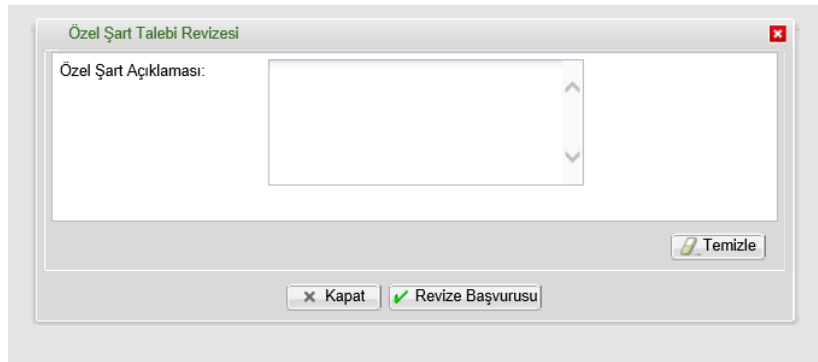 Özel Şart Talebi Revizesi
Özel Şart Açıklaması:
Temizle
Kapat
Revize Başvurusu